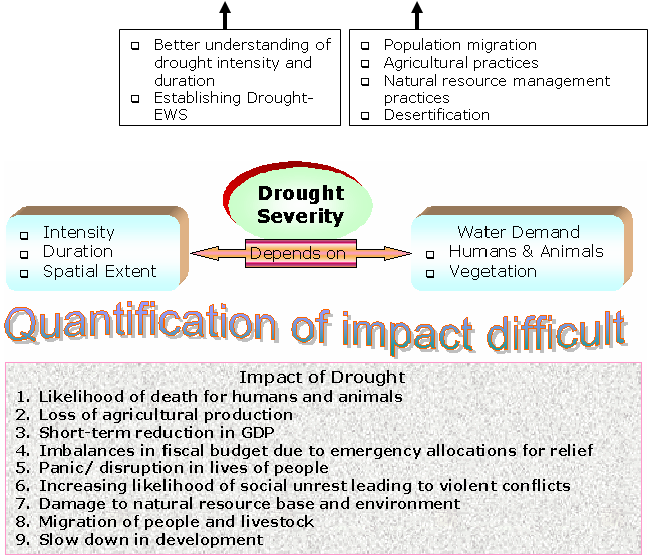 Better understanding of
drought intensity and
duration
Establishing Drought-
EWS
Population migration
Agricultural practices
Natural resource management
practices
Desertification
Drought
Severity
Intensity
Duration
Spatial Extent
Depends on
Water Demand
Humans & Animals
Vegetation
Quantification of impact difficult
Impact of Drought
1. Likelihood of death for humans and animals
2. Loss of agricultural production
3. Short-term reduction in GDP
4. Imbalances in fiscal budget due to emergency allocations for relief
5. Panic/ disruption in lives of people
6. Increasing likelihood of social unrest leading to violent conflicts
7. Damage to natural resource base and environment
8. Migration of people and livestock
9. Slow down in development